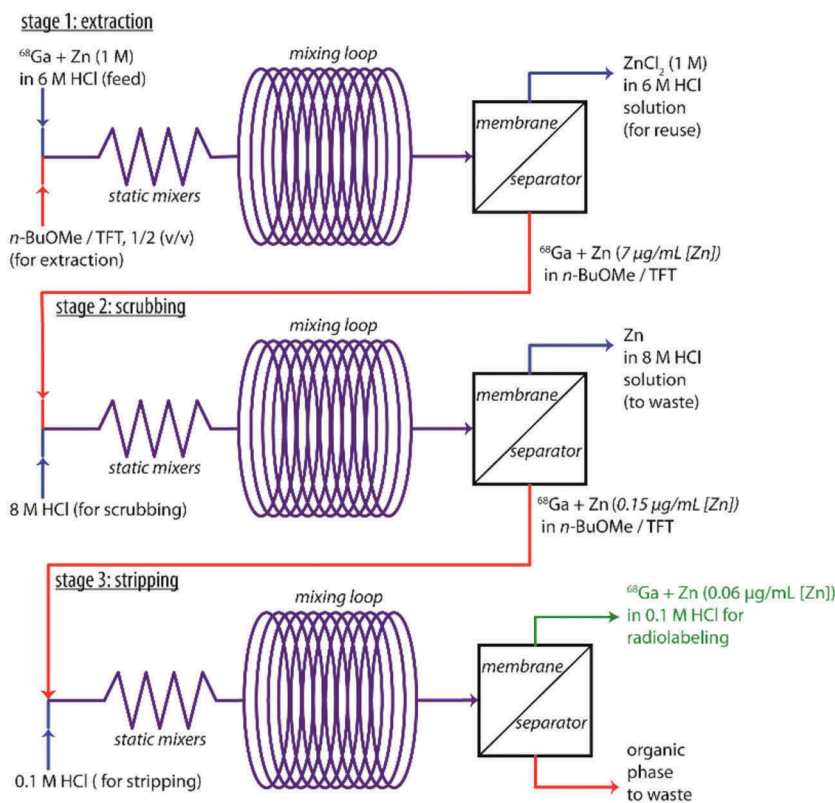 stage 1: extraction
⁶⁸Ga + Zn (1 M)
in 6 M HCl (feed)
mixing loop
static mixers
n-BuOMe / TFT, 1/2 (v/v)
(for extraction)
membrane
separator
ZnCl₂ (1 M)
in 6 M HCl
solution
(for reuse)
⁶⁸Ga + Zn (7 µg/mL [Zn])
in n-BuOMe / TFT
stage 2: scrubbing
mixing loop
static mixers
8 M HCl (for scrubbing)
membrane
separator
Zn
in 8 M HCl
solution
(to waste)
⁶⁸Ga + Zn (0.15 µg/mL [Zn])
in n-BuOMe / TFT
stage 3: stripping
mixing loop
static mixers
0.1 M HCl ( for stripping)
membrane
separator
⁶⁸Ga + Zn (0.06 µg/mL [Zn])
in 0.1 M HCl for
radiolabeling
organic
phase
to waste